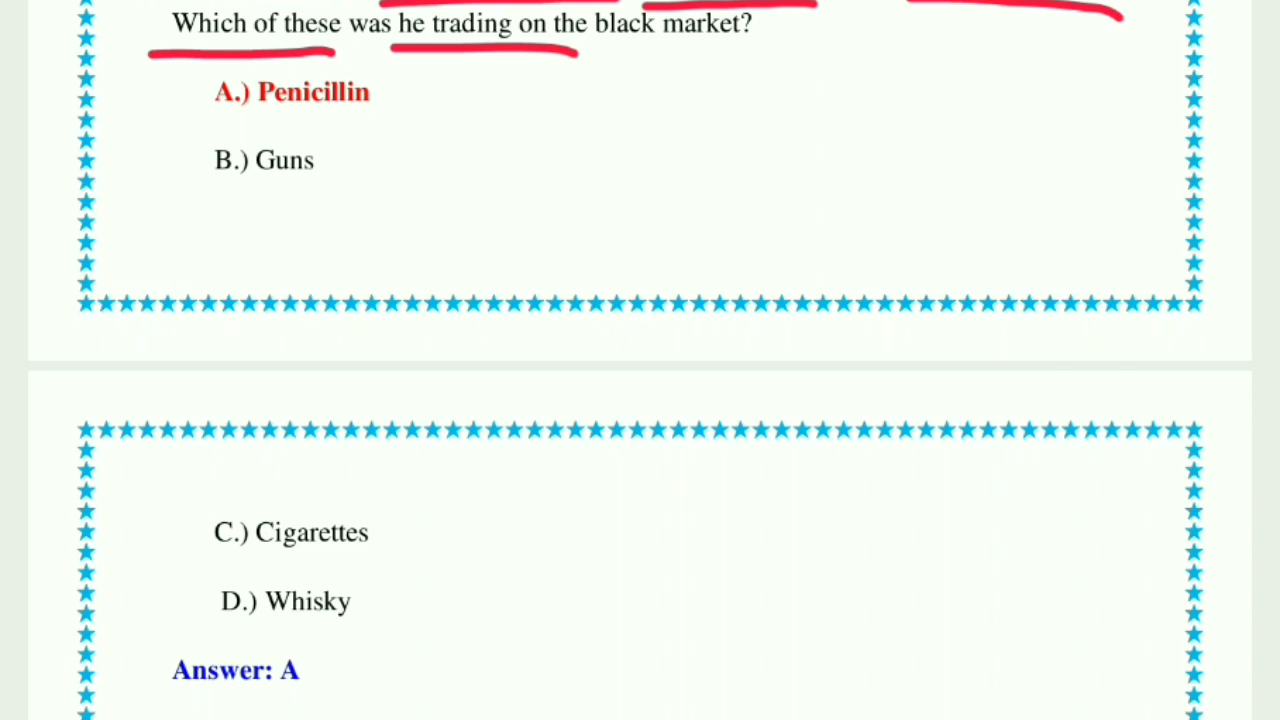 Which of these was he trading on the black market?
A.) Penicillin
B.) Guns
C.) Cigarettes
D.) Whisky
Answer: A